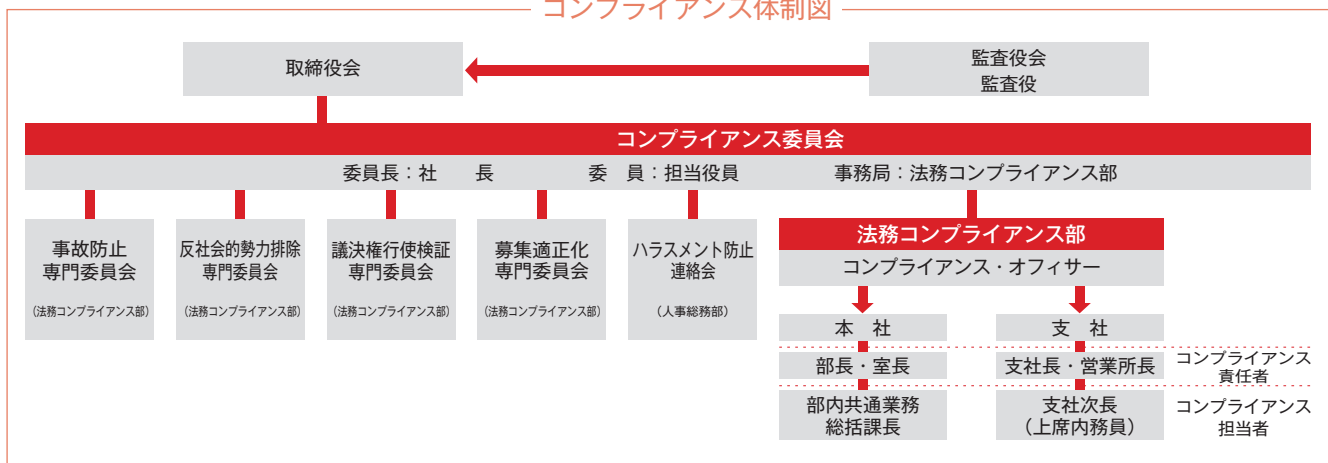 コンプライアンス体制図
取締役会
監査役会
監査役
コンプライアンス委員会
委員長：社　長　　委　員：担当役員　　事務局：法務コンプライアンス部
事故防止
専門委員会
（法務コンプライアンス部）
反社会的勢力排除
専門委員会
（法務コンプライアンス部）
議決権行使検証
専門委員会
（法務コンプライアンス部）
募集適正化
専門委員会
（法務コンプライアンス部）
ハラスメント防止
連絡会
（人事総務部）
法務コンプライアンス部
コンプライアンス・オフィサー
本　社
支　社
部長・室長
支社長・営業所長
コンプライアンス
責任者
部内共通業務
総括課長
支社次長
（上席内務員）
コンプライアンス
担当者